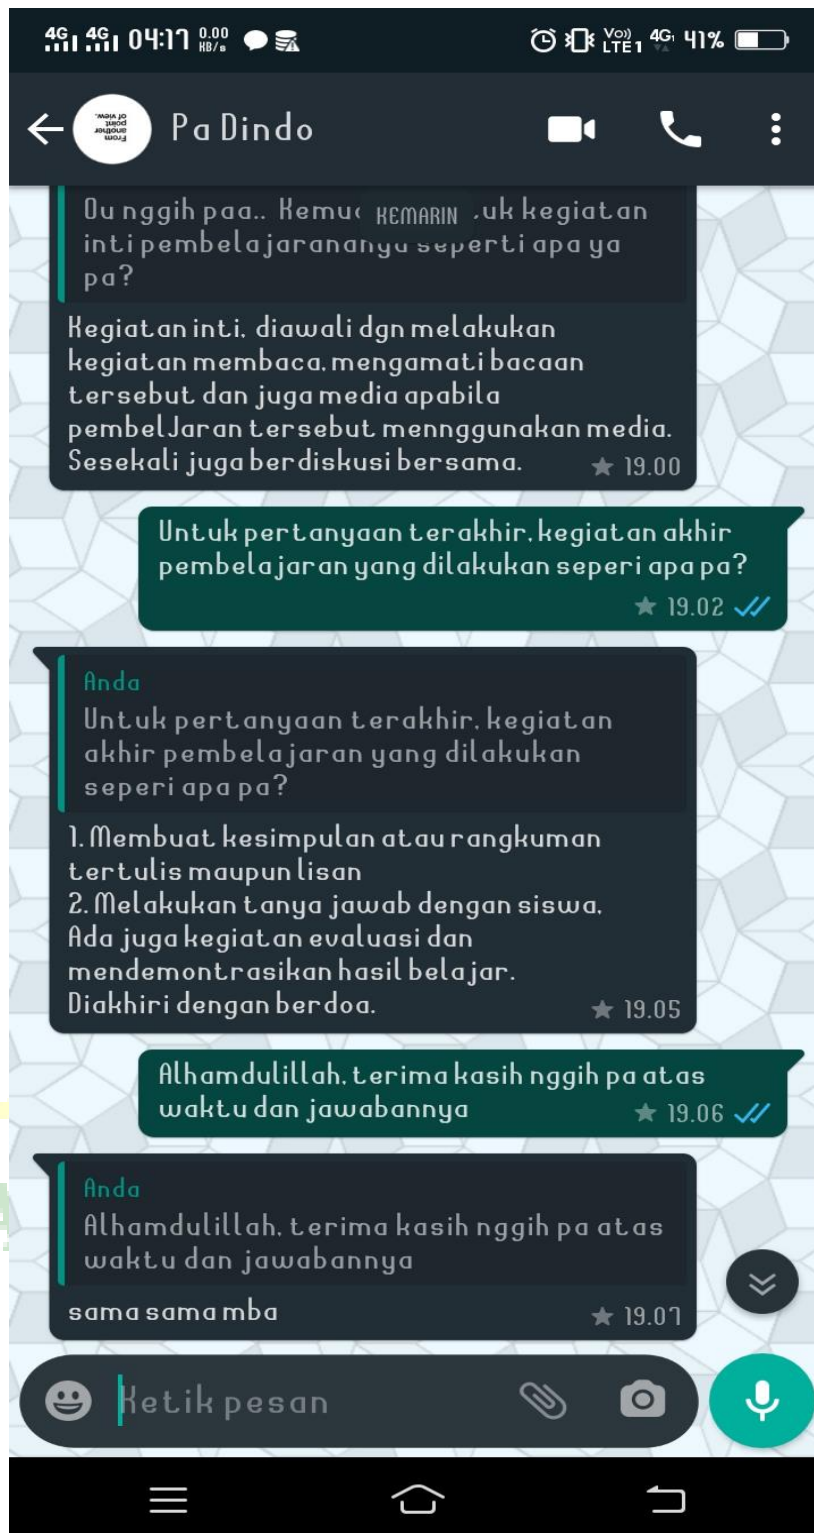 4G 4G 04:17 0.00 KB/s Vo)) LTE1 4G 41%
From another point of view.
Pa Dindo
KEMARIN
Ou nggih paa.. Kemud uk kegiatan
inti pembelajarananya seperti apa ya
pa?
Kegiatan inti, diawali dgn melakukan
kegiatan membaca, mengamati bacaan
tersebut dan juga media apabila
pembelJaran tersebut mennggunakan media.
Sesekali juga berdiskusi bersama. 19.00
Untuk pertanyaan terakhir, kegiatan akhir
pembelajaran yang dilakukan seperi apa pa?
19.02
Anda
Untuk pertanyaan terakhir, kegiatan
akhir pembelajaran yang dilakukan
seperi apa pa?
1. Membuat kesimpulan atau rangkuman
tertulis maupun lisan
2. Melakukan tanya jawab dengan siswa,
Ada juga kegiatan evaluasi dan
mendemontrasikan hasil belajar.
Diakhiri dengan berdoa. 19.05
Alhamdulillah, terima kasih nggih pa atas
waktu dan jawabannya 19.06
Anda
Alhamdulillah, terima kasih nggih pa atas
waktu dan jawabannya
sama sama mba 19.07
Ketik pesan